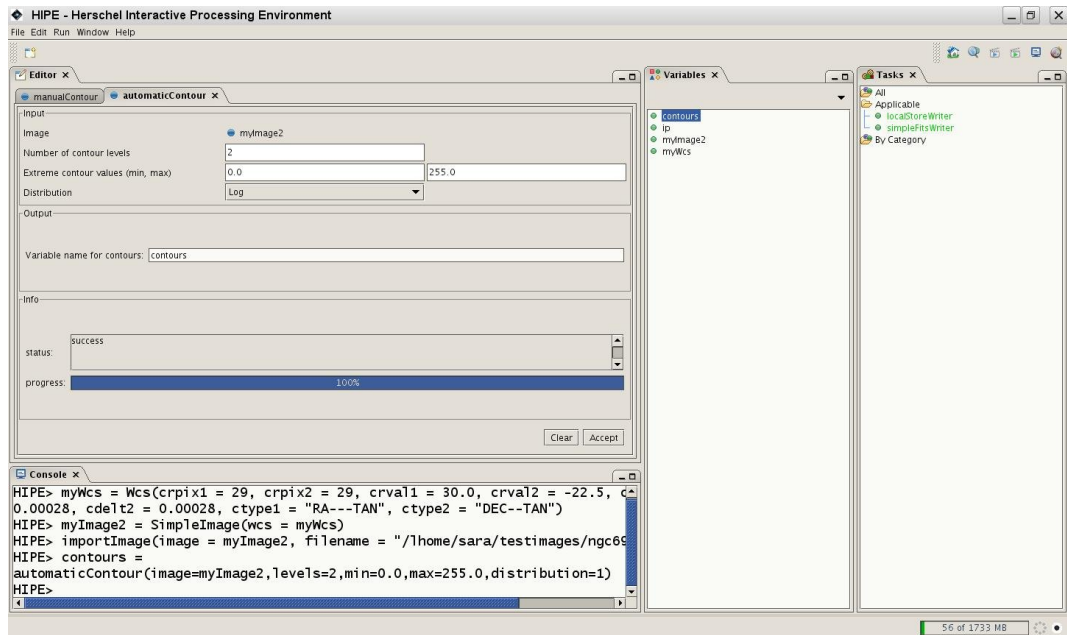 HIPE - Herschel Interactive Processing Environment
File Edit Run Window Help
Editor ×
manualContour
automaticContour ×
Input
Image
myImage2
Number of contour levels
2
Extreme contour values (min, max)
0.0
255.0
Distribution
Log
Output
Variable name for contours:
contours
Info
status:
success
progress:
100%
Clear
Accept
Console ×
HIPE> myWcs = Wcs(crpix1 = 29, crpix2 = 29, crval1 = 30.0, crval2 = -22.5, c
0.00028, cdelt2 = 0.00028, ctype1 = "RA---TAN", ctype2 = "DEC--TAN")
HIPE> myImage2 = SimpleImage(wcs = myWcs)
HIPE> importImage(image = myImage2, filename = "/lhome/sara/testimages/ngc69
HIPE> contours =
automaticContour(image=myImage2,levels=2,min=0.0,max=255.0,distribution=1)
HIPE>
Variables ×
contours
ip
myImage2
myWcs
Tasks ×
All
Applicable
localStoreWriter
simpleFitsWriter
By Category
56 of 1733 MB